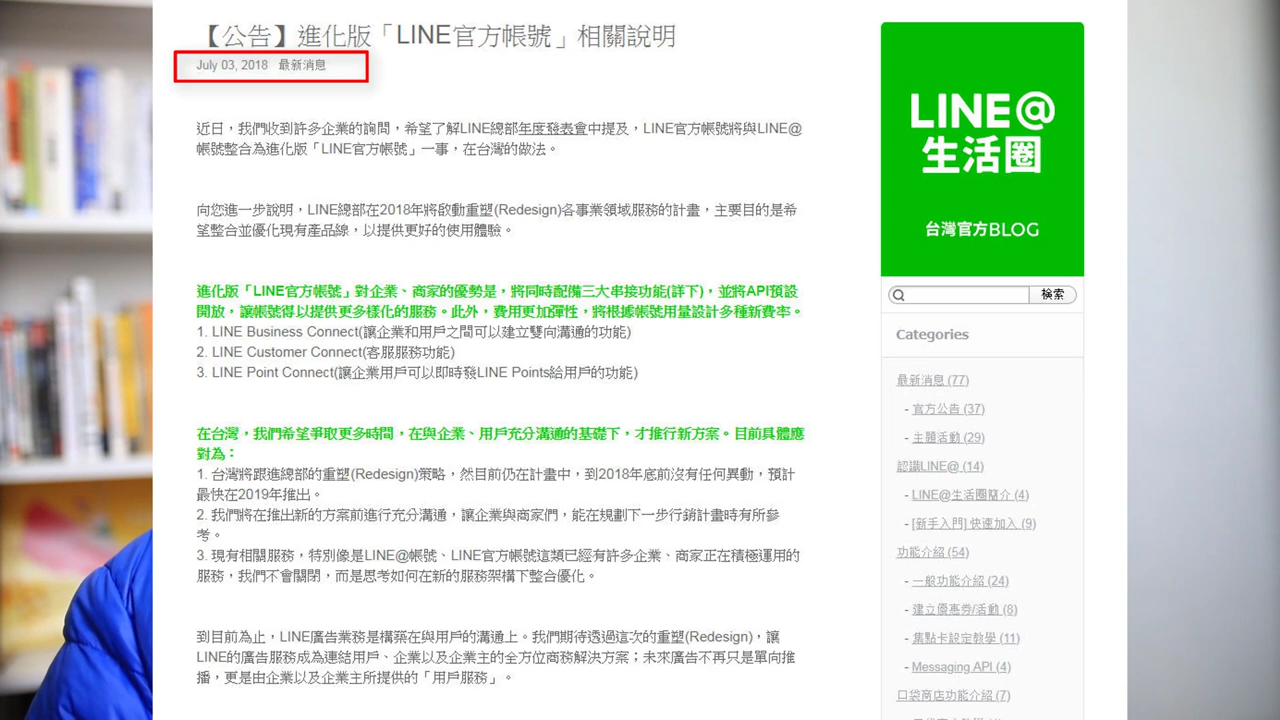 【公告】進化版「LINE官方帳號」相關說明
July 03, 2018 最新消息
近日，我們收到許多企業的詢問，希望了解LINE總部年度發表會中提及，LINE官方帳號將與LINE@
帳號整合為進化版「LINE官方帳號」一事，在台灣的做法。
向您進一步說明，LINE總部在2018年將啟動重塑(Redesign)各事業領域服務的計畫，主要目的是希
望整合並優化現有產品線，以提供更好的使用體驗。
進化版「LINE官方帳號」對企業、商家的優勢是，將同時配備三大串接功能(詳下)，並將API預設
開放，讓帳號得以提供更多樣化的服務。此外，費用更加彈性，將根據帳號用量設計多種新費率。
1. LINE Business Connect(讓企業和用戶之間可以建立雙向溝通的功能)
2. LINE Customer Connect(客服服務功能)
3. LINE Point Connect(讓企業用戶可以即時發LINE Points給用戶的功能)
在台灣，我們希望爭取更多時間，在與企業、用戶充分溝通的基礎下，才推行新方案。目前具體應
對為：
1. 台灣將跟進總部的重塑(Redesign)策略，然目前仍在計畫中，到2018年底前沒有任何異動，預計
最快在2019年推出。
2. 我們將在推出新的方案前進行充分溝通，讓企業與商家們，能在規劃下一步行銷計畫時有所參
考。
3. 現有相關服務，特別像是LINE@帳號、LINE官方帳號這類已經有許多企業、商家正在積極運用的
服務，我們不會關閉，而是思考如何在新的服務架構下整合優化。
到目前為止，LINE廣告業務是構築在與用戶的溝通上。我們期待透過這次的重塑(Redesign)，讓
LINE的廣告服務成為連結用戶、企業以及企業主的全方位商務解決方案；未來廣告不再只是單向推
播，更是由企業以及企業主所提供的「用戶服務」。
LINE@
生活圈
台灣官方BLOG
検索
Categories
最新消息 (77)
- 官方公告 (37)
- 主題活動 (29)
認識LINE@ (14)
- LINE@生活圈簡介 (4)
- [新手入門] 快速加入 (9)
功能介紹 (54)
- 一般功能介紹 (24)
- 建立優惠券/活動 (8)
- 集點卡設定教學 (11)
- Messaging API (4)
口袋商店功能介紹 (7)